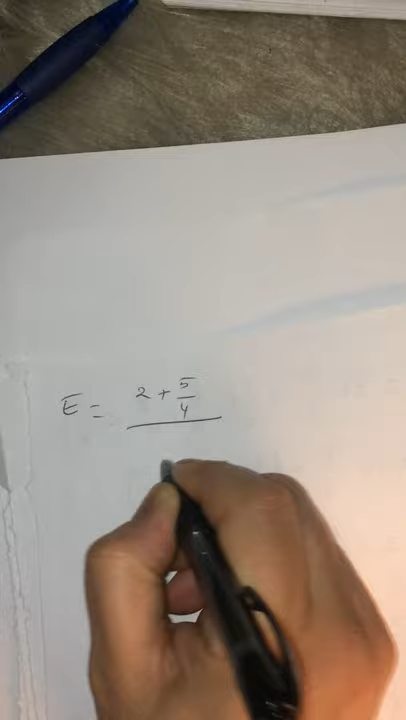 E = 2 + 5/4